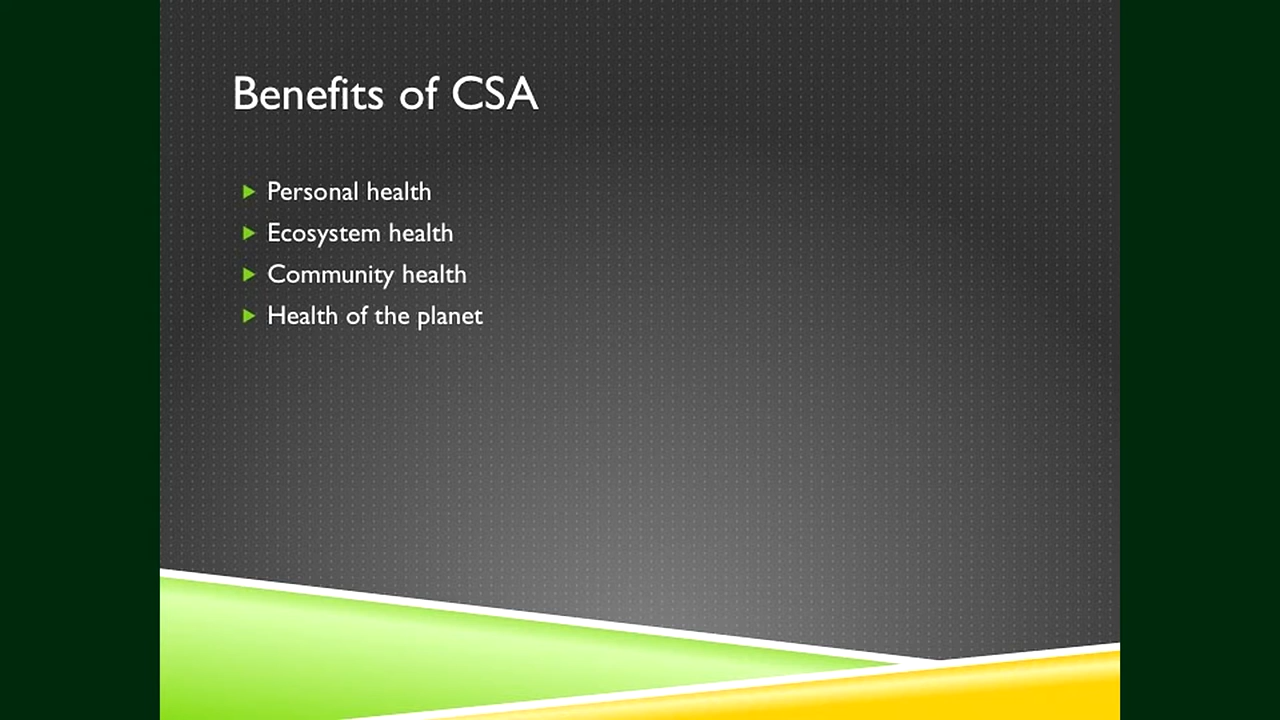 Benefits of CSA
Personal health
Ecosystem health
Community health
Health of the planet